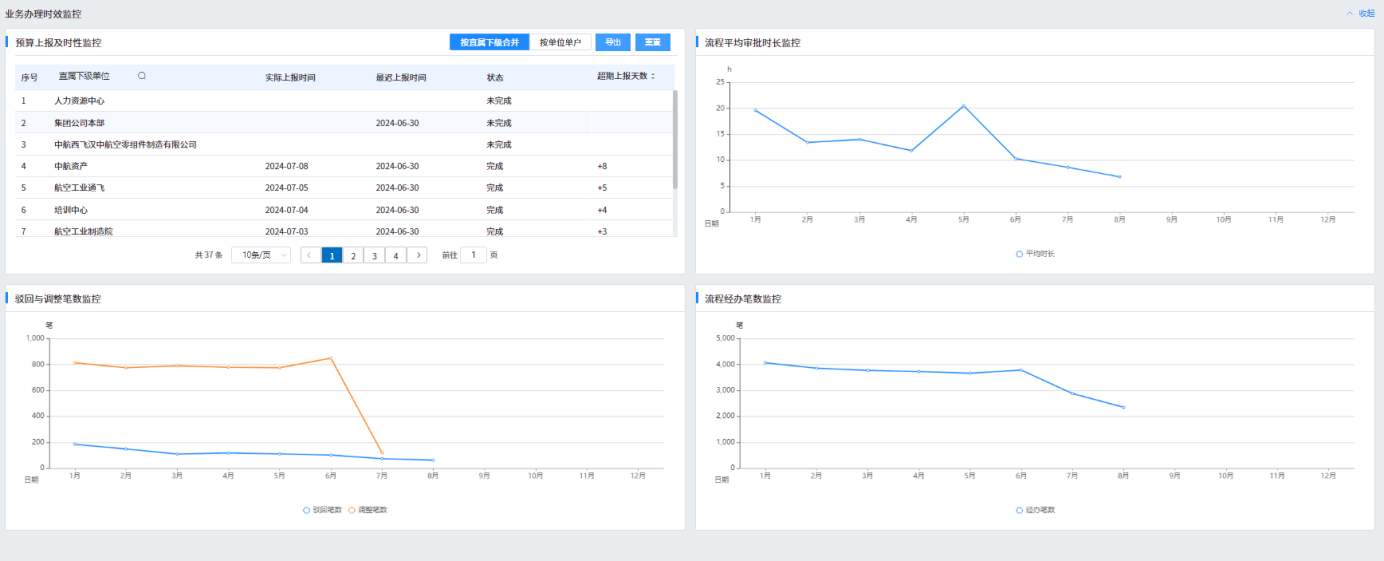 业务办理时效监控
收起
预算上报及时性监控
按直属下级合并 按单位单户 导出 重置
序号 直属下级单位 实际上报时间 最迟上报时间 状态 超期上报天数
1 人力资源中心 未完成
2 集团公司本部 2024-06-30 未完成
3 中航西飞汉中航空零组件制造有限公司 未完成
4 中航资产 2024-07-08 2024-06-30 完成 +8
5 航空工业通飞 2024-07-05 2024-06-30 完成 +5
6 培训中心 2024-07-04 2024-06-30 完成 +4
7 航空工业制造院 2024-07-03 2024-06-30 完成 +3
共 37 条 10条/页 < 1 2 3 4 > 前往 1 页
流程平均审批时长监控
h
25
20
15
10
5
0
日期
1月 2月 3月 4月 5月 6月 7月 8月 9月 10月 11月 12月
平均时长
驳回与调整笔数监控
笔
1,000
800
600
400
200
0
日期
1月 2月 3月 4月 5月 6月 7月 8月 9月 10月 11月 12月
驳回笔数 调整笔数
流程经办笔数监控
笔
5,000
4,000
3,000
2,000
1,000
0
日期
1月 2月 3月 4月 5月 6月 7月 8月 9月 10月 11月 12月
经办笔数